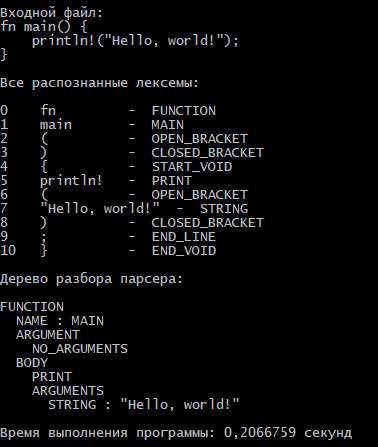 Входной файл:
fn main() {
    println!("Hello, world!");
}
Все распознанные лексемы:
0    fn         -  FUNCTION
1    main       -  MAIN
2    (          -  OPEN_BRACKET
3    )          -  CLOSED_BRACKET
4    {          -  START_VOID
5    println!   -  PRINT
6    (          -  OPEN_BRACKET
7    "Hello, world!"  -  STRING
8    )          -  CLOSED_BRACKET
9    ;          -  END_LINE
10   }          -  END_VOID
Дерево разбора парсера:
FUNCTION
  NAME : MAIN
  ARGUMENT
    NO_ARGUMENTS
  BODY
    PRINT
    ARGUMENTS
      STRING : "Hello, world!"
Время выполнения программы: 0,2066759 секунд